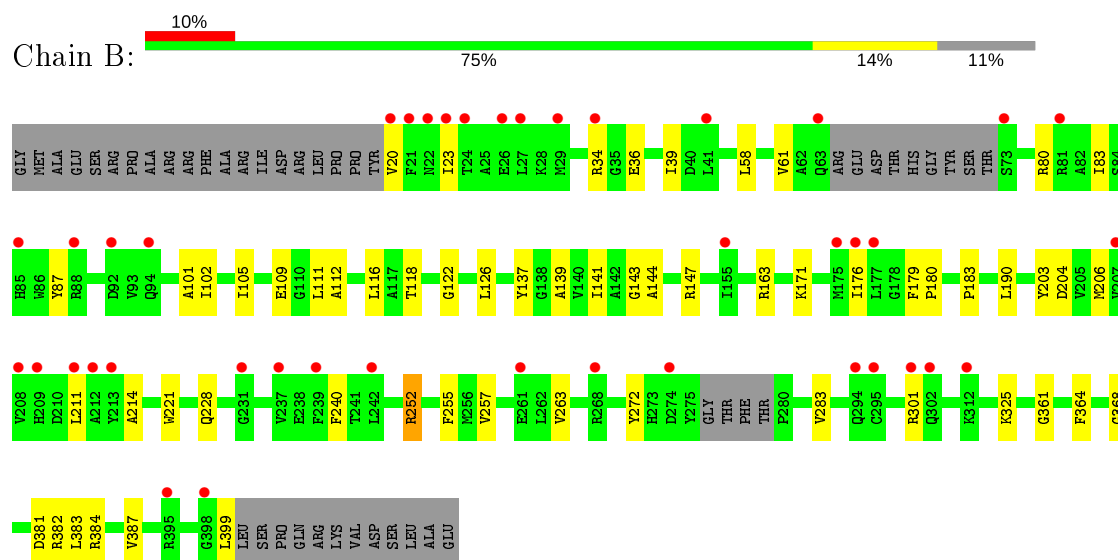 10%
Chain B:
75% 14% 11%
GLY MET ALA GLU SER ARG PRO ALA ARG ARG PHE ALA ARG ILE ASP ARG LEU PRO PRO TYR V20 F21 N22 I23 T24 A25 E26 L27 K28 M29 R34 G35 E36 I39 D40 L41 L58 V61 A62 Q63 ARG GLU ASP THR HIS GLY TYR SER THR S73 R80 R81 A82 I83 S84
H85 W86 Y87 R88 D92 V93 Q94 A101 I102 I105 E109 G110 L111 A112 L116 A117 T118 G122 L126 Y137 G138 A139 V140 I141 A142 G143 A144 R147 I155 R163 K171 M175 I176 L177 G178 F179 P180 P183 L190 Y203 D204 V205 M206 V207
V208 H209 D210 L211 A212 Y213 A214 W221 Q228 G231 V237 E238 F239 F240 T241 L242 R252 F255 M256 V257 E261 L262 V263 R268 Y272 H273 D274 Y275 GLY THR PHE THR P280 V283 Q294 C295 R301 Q302 K312 K325 G361 F364
D381 R382 L383 R384 V387 R395 G398 L399 LEU SER PRO GLN ARG LYS VAL ASP SER LEU ALA GLU